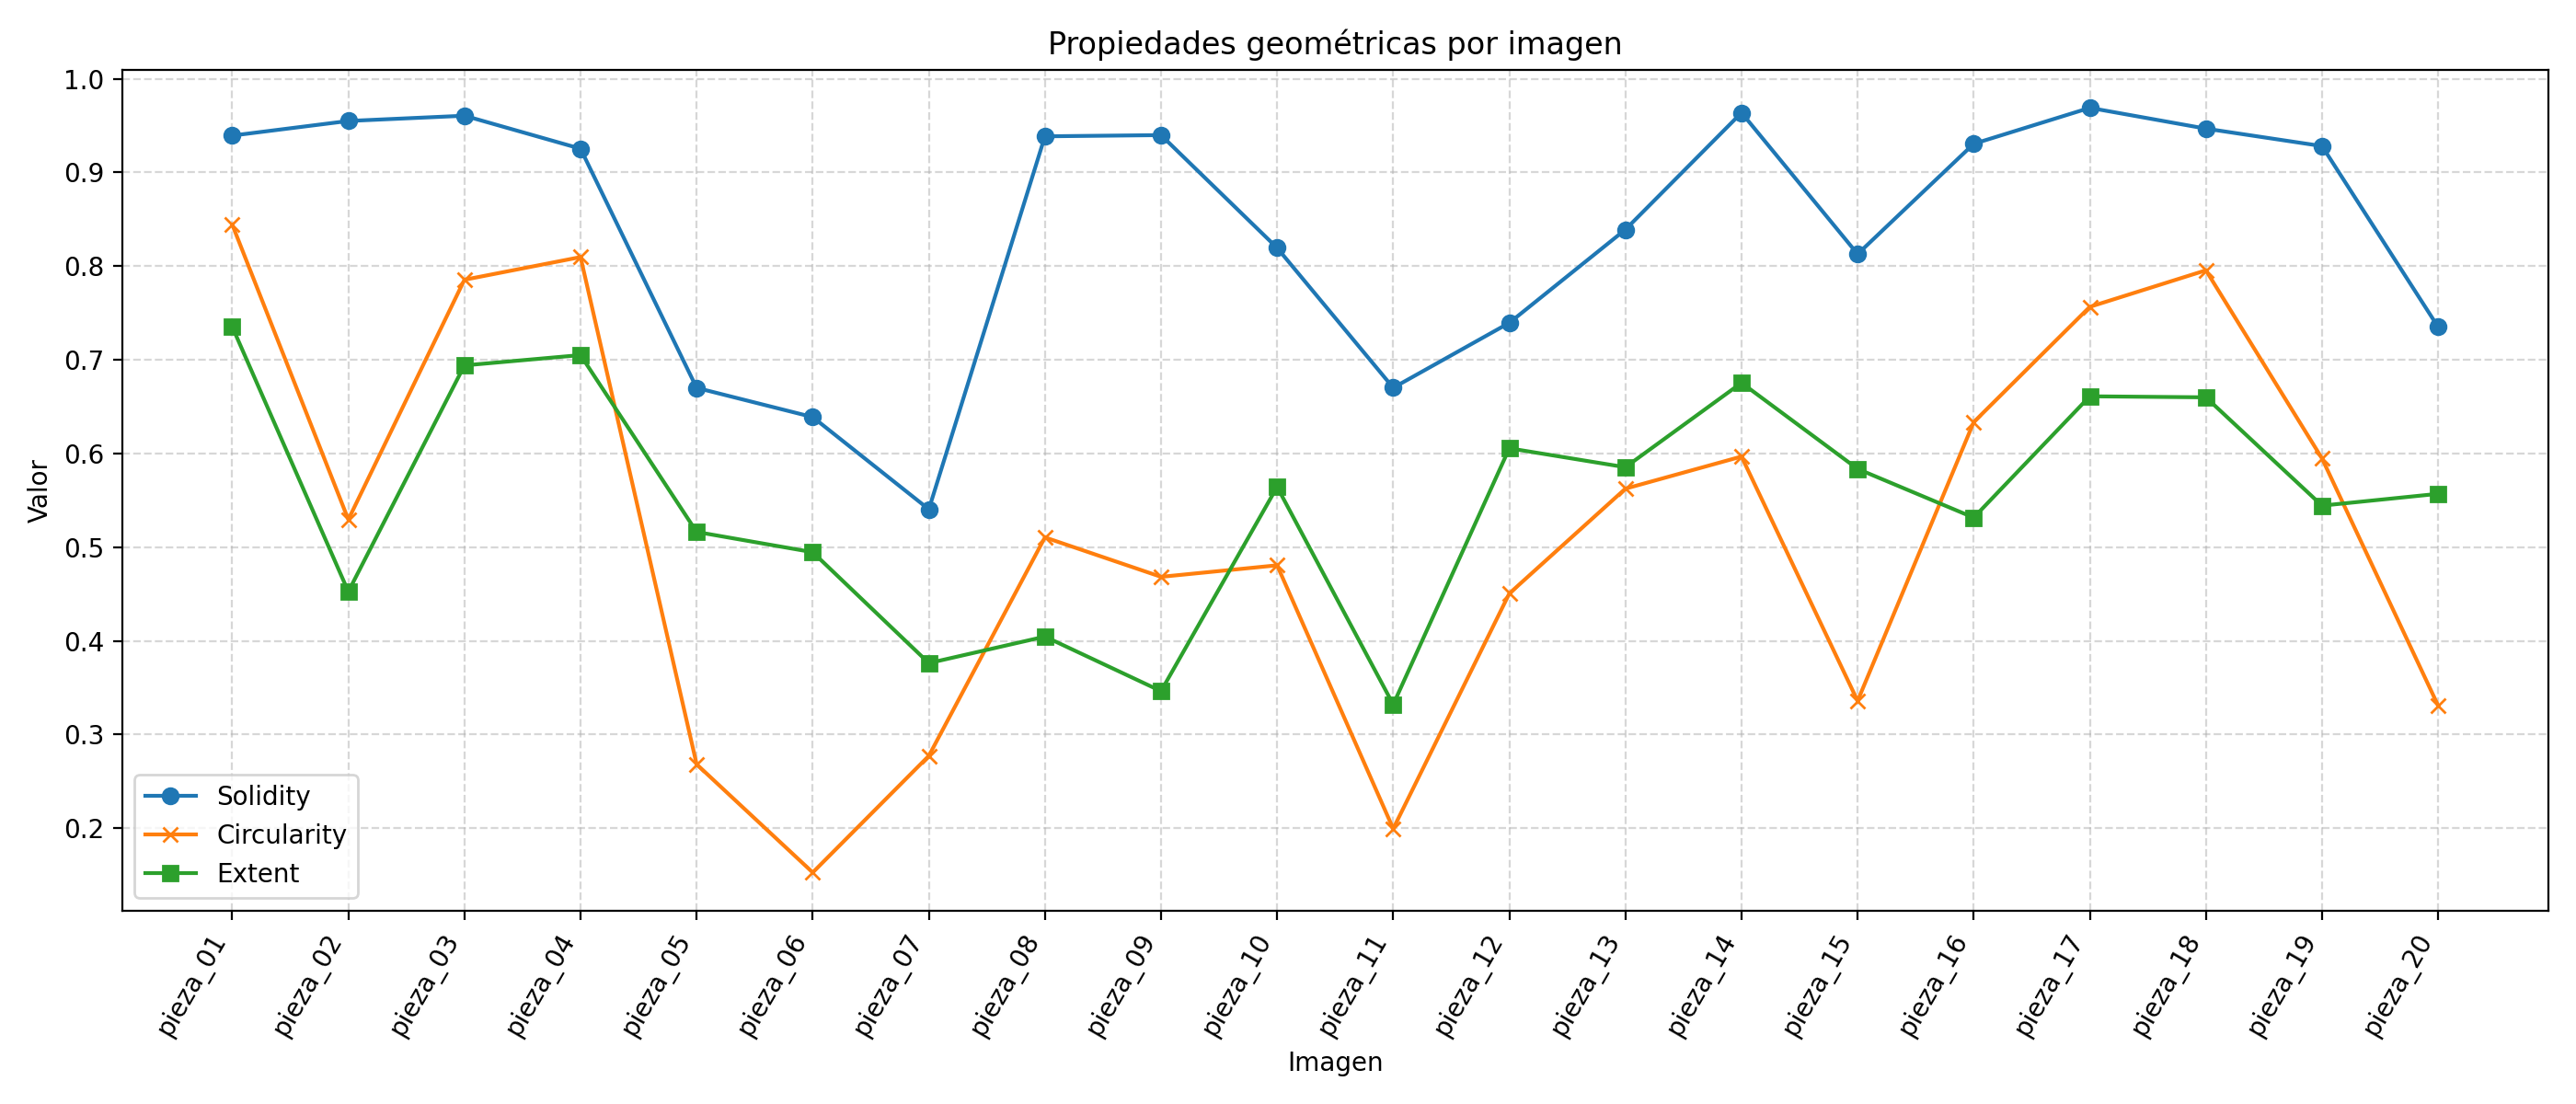 Propiedades geométricas por imagen
Valor
1.0
0.9
0.8
0.7
0.6
0.5
0.4
0.3
0.2
Solidity
Circularity
Extent
pieza_01
pieza_02
pieza_03
pieza_04
pieza_05
pieza_06
pieza_07
pieza_08
pieza_09
pieza_10
pieza_11
pieza_12
pieza_13
pieza_14
pieza_15
pieza_16
pieza_17
pieza_18
pieza_19
pieza_20
Imagen